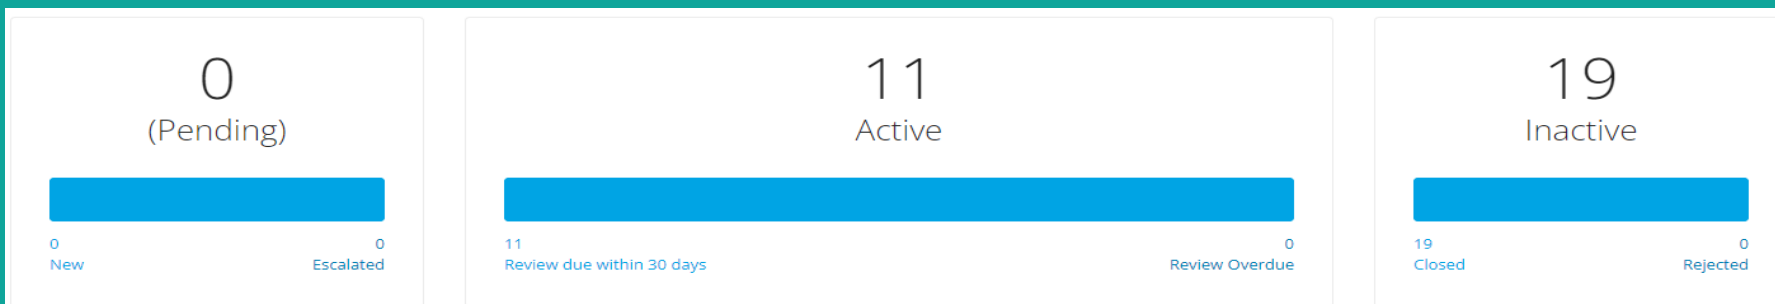 0
(Pending)
0 0
New Escalated
11
Active
11 0
Review due within 30 days Review Overdue
19
Inactive
19 0
Closed Rejected